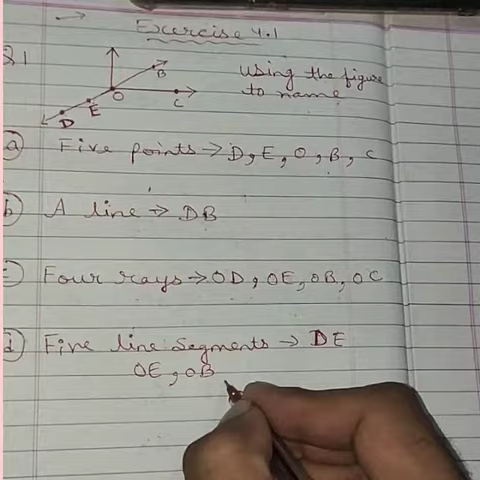 Exercise 4.1
Q1
B
O
C
E
D
using the figure
to name
a) Five points → D, E, O, B, C
b) A line → DB
c) Four rays → OD, OE, OB, OC
d) Five line segments → DE
OE, OB